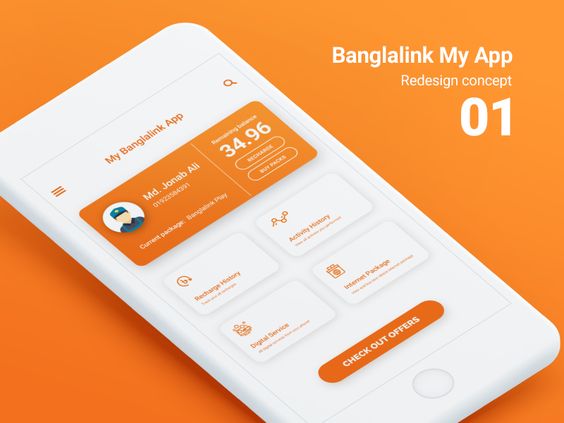 Banglalink My App
Redesign concept
01
My Banglalink App
Md. Jonab Ali
Remaining balance
34.96
RECHARGE
BUY PACKS
Current package: Banglalink Play
Recharge History
Activity History
Digital Service
Internet Package
CHECK OUT OFFERS